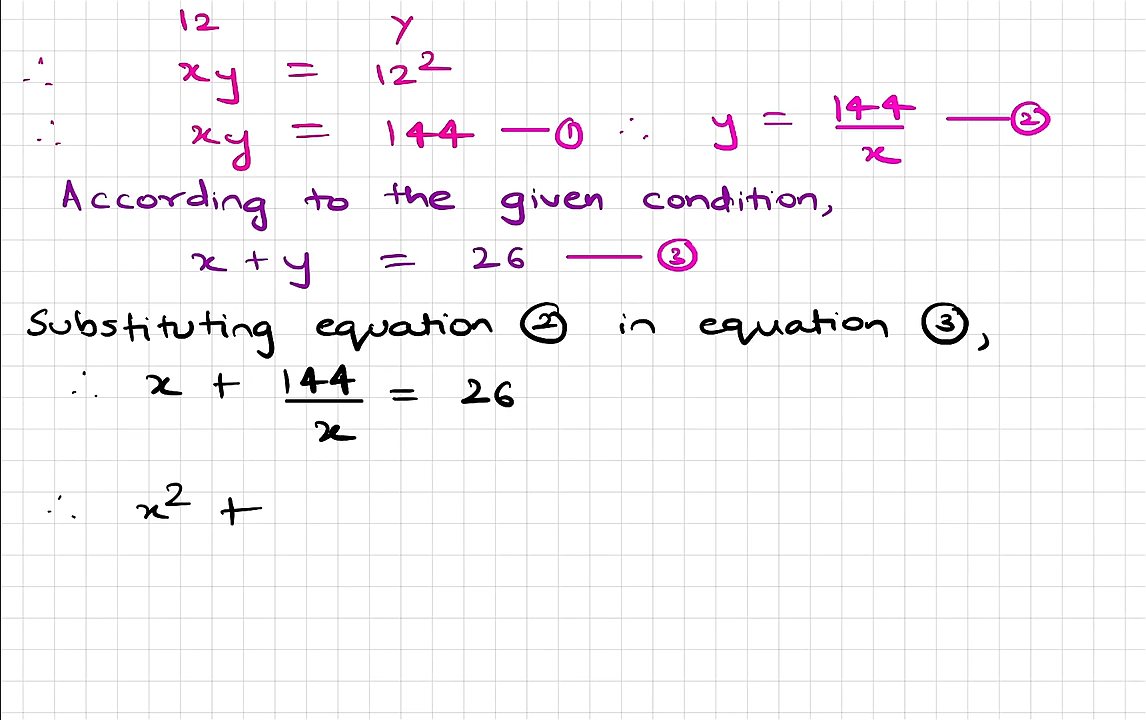 12 y
∴ xy = 12²
∴ xy = 144 — ① ∴ y = 144/x — ②
According to the given condition,
x + y = 26 — ③
Substituting equation ② in equation ③,
∴ x + 144/x = 26
∴ x² +